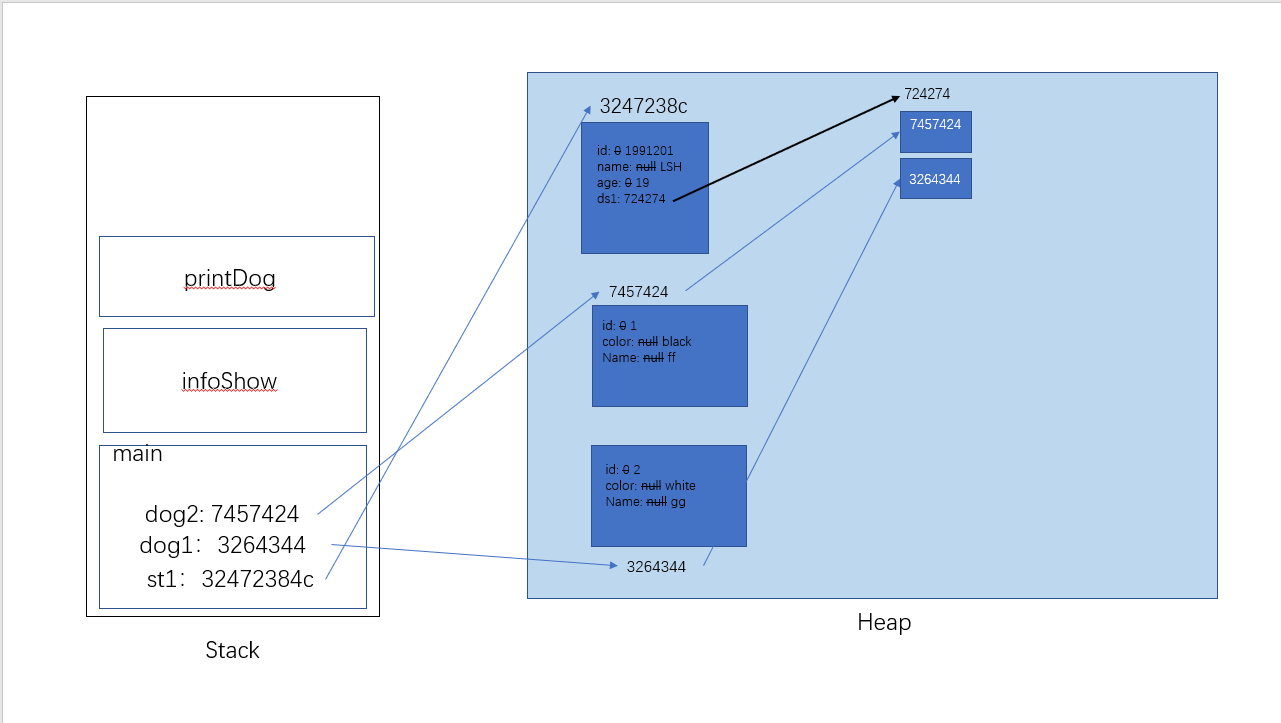 printDog
infoShow
main
dog2: 7457424
dog1： 3264344
st1： 32472384c
Stack
3247238c
id: 0 1991201
name: null LSH
age: 0 19
ds1: 724274
7457424
id: 0 1
color: null black
Name: null ff
id: 0 2
color: null white
Name: null gg
3264344
724274
7457424
3264344
Heap